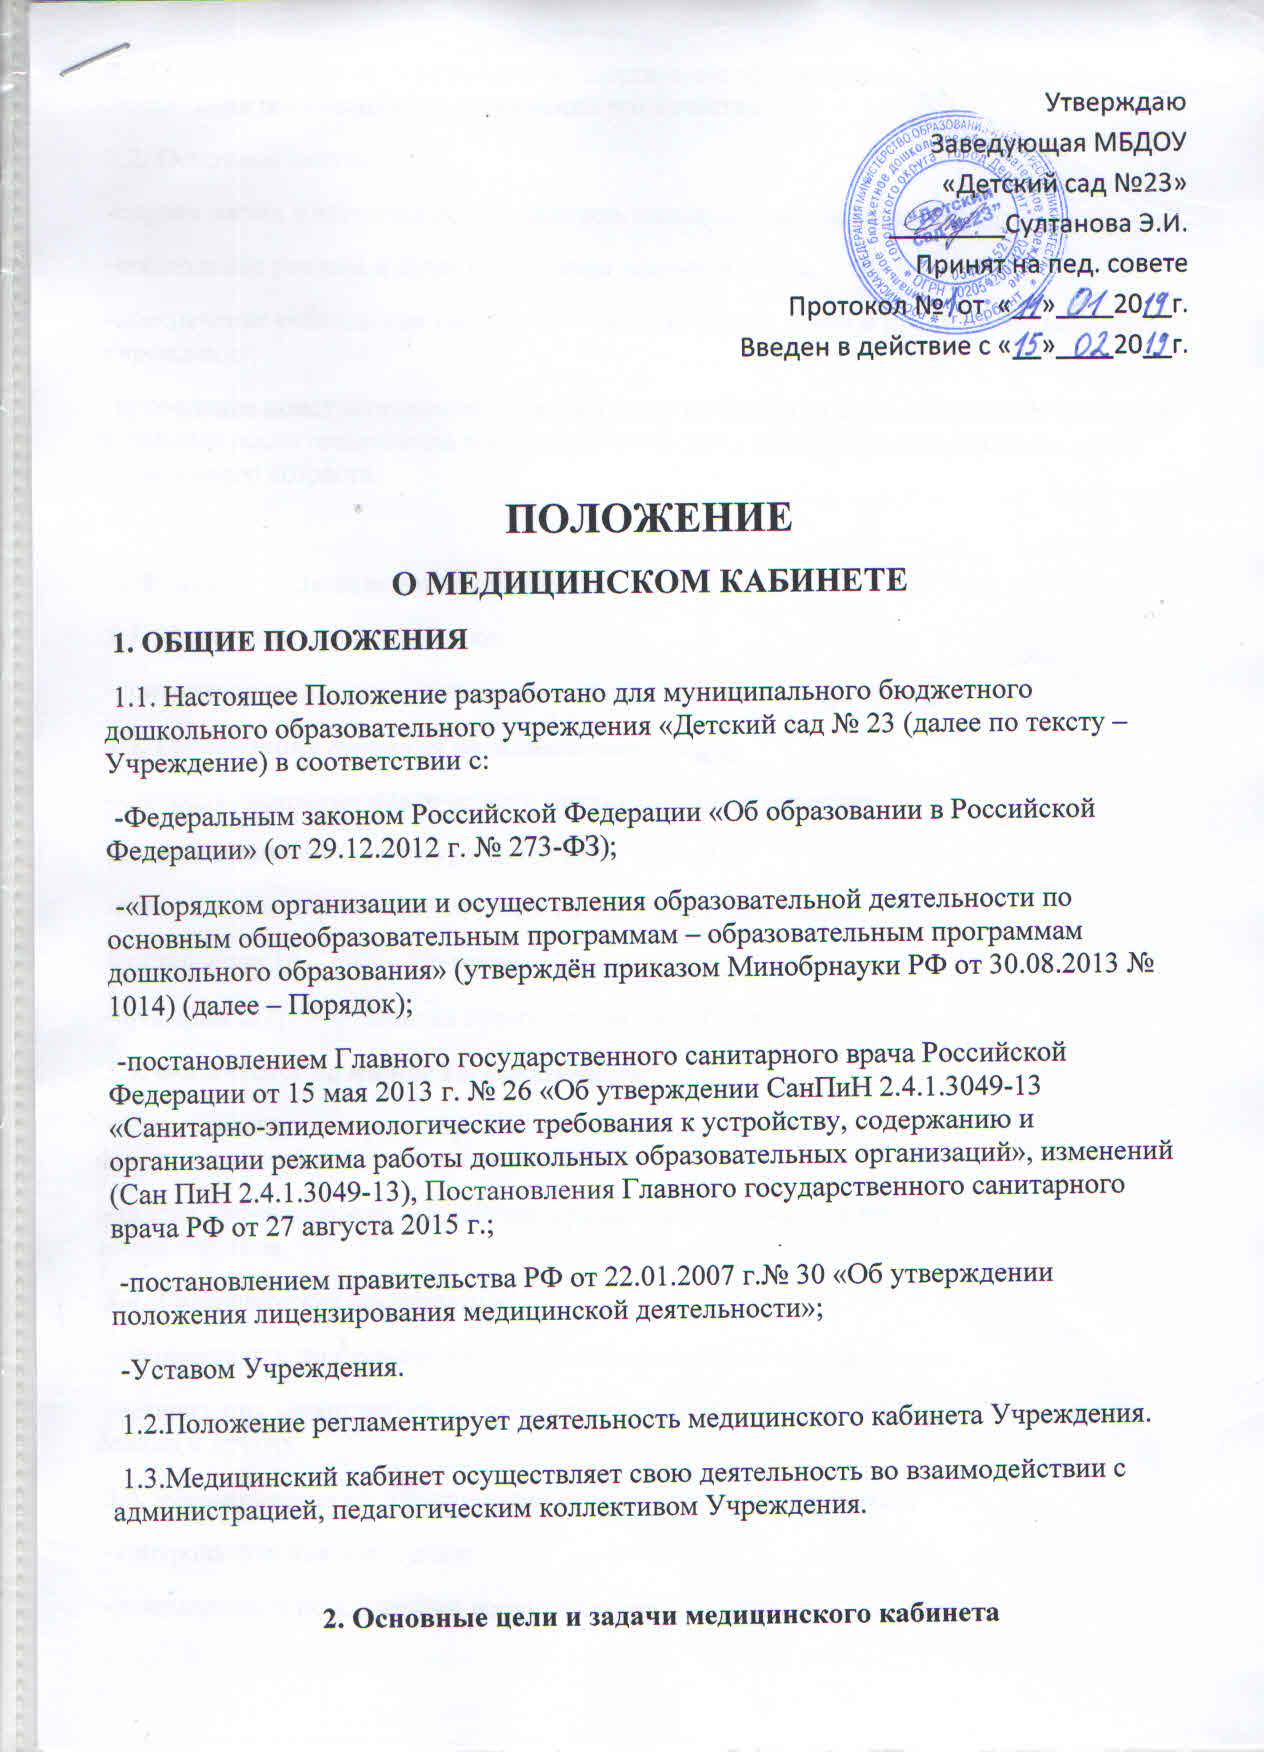 Утверждаю
Заведующая МБДОУ
«Детский сад №23»
__________Султанова Э.И.
Принят на пед. совете
Протокол №1 от «__»_01_2019г.
Введен в действие с «15»_02_2019г.
"Детский
сад №23"
г.Дербент
ПОЛОЖЕНИЕ
О МЕДИЦИНСКОМ КАБИНЕТЕ
1. ОБЩИЕ ПОЛОЖЕНИЯ
1.1. Настоящее Положение разработано для муниципального бюджетного
дошкольного образовательного учреждения «Детский сад № 23 (далее по тексту –
Учреждение) в соответствии с:
-Федеральным законом Российской Федерации «Об образовании в Российской
Федерации» (от 29.12.2012 г. № 273-ФЗ);
-«Порядком организации и осуществления образовательной деятельности по
основным общеобразовательным программам – образовательным программам
дошкольного образования» (утверждён приказом Минобрнауки РФ от 30.08.2013 №
1014) (далее – Порядок);
-постановлением Главного государственного санитарного врача Российской
Федерации от 15 мая 2013 г. № 26 «Об утверждении СанПиН 2.4.1.3049-13
«Санитарно-эпидемиологические требования к устройству, содержанию и
организации режима работы дошкольных образовательных организаций», изменений
(Сан ПиН 2.4.1.3049-13), Постановления Главного государственного санитарного
врача РФ от 27 августа 2015 г.;
-постановлением правительства РФ от 22.01.2007 г.№ 30 «Об утверждении
положения лицензирования медицинской деятельности»;
-Уставом Учреждения.
1.2.Положение регламентирует деятельность медицинского кабинета Учреждения.
1.3.Медицинский кабинет осуществляет свою деятельность во взаимодействии с
администрацией, педагогическим коллективом Учреждения.
2. Основные цели и задачи медицинского кабинета